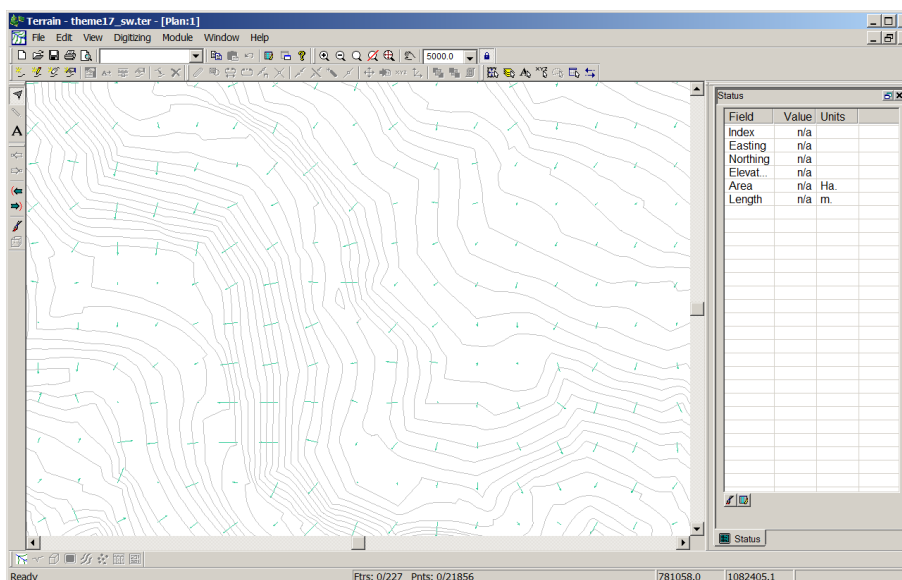 Terrain - theme17_sw.ter - [Plan:1]
File Edit View Digitizing Module Window Help
5000.0
A+
XYZ
A
Status
Field Value Units
Index n/a
Easting n/a
Northing n/a
Elevat... n/a
Area n/a Ha.
Length n/a m.
Status
Ready Ftrs: 0/227 Pnts: 0/21856 781058.0 1082405.1